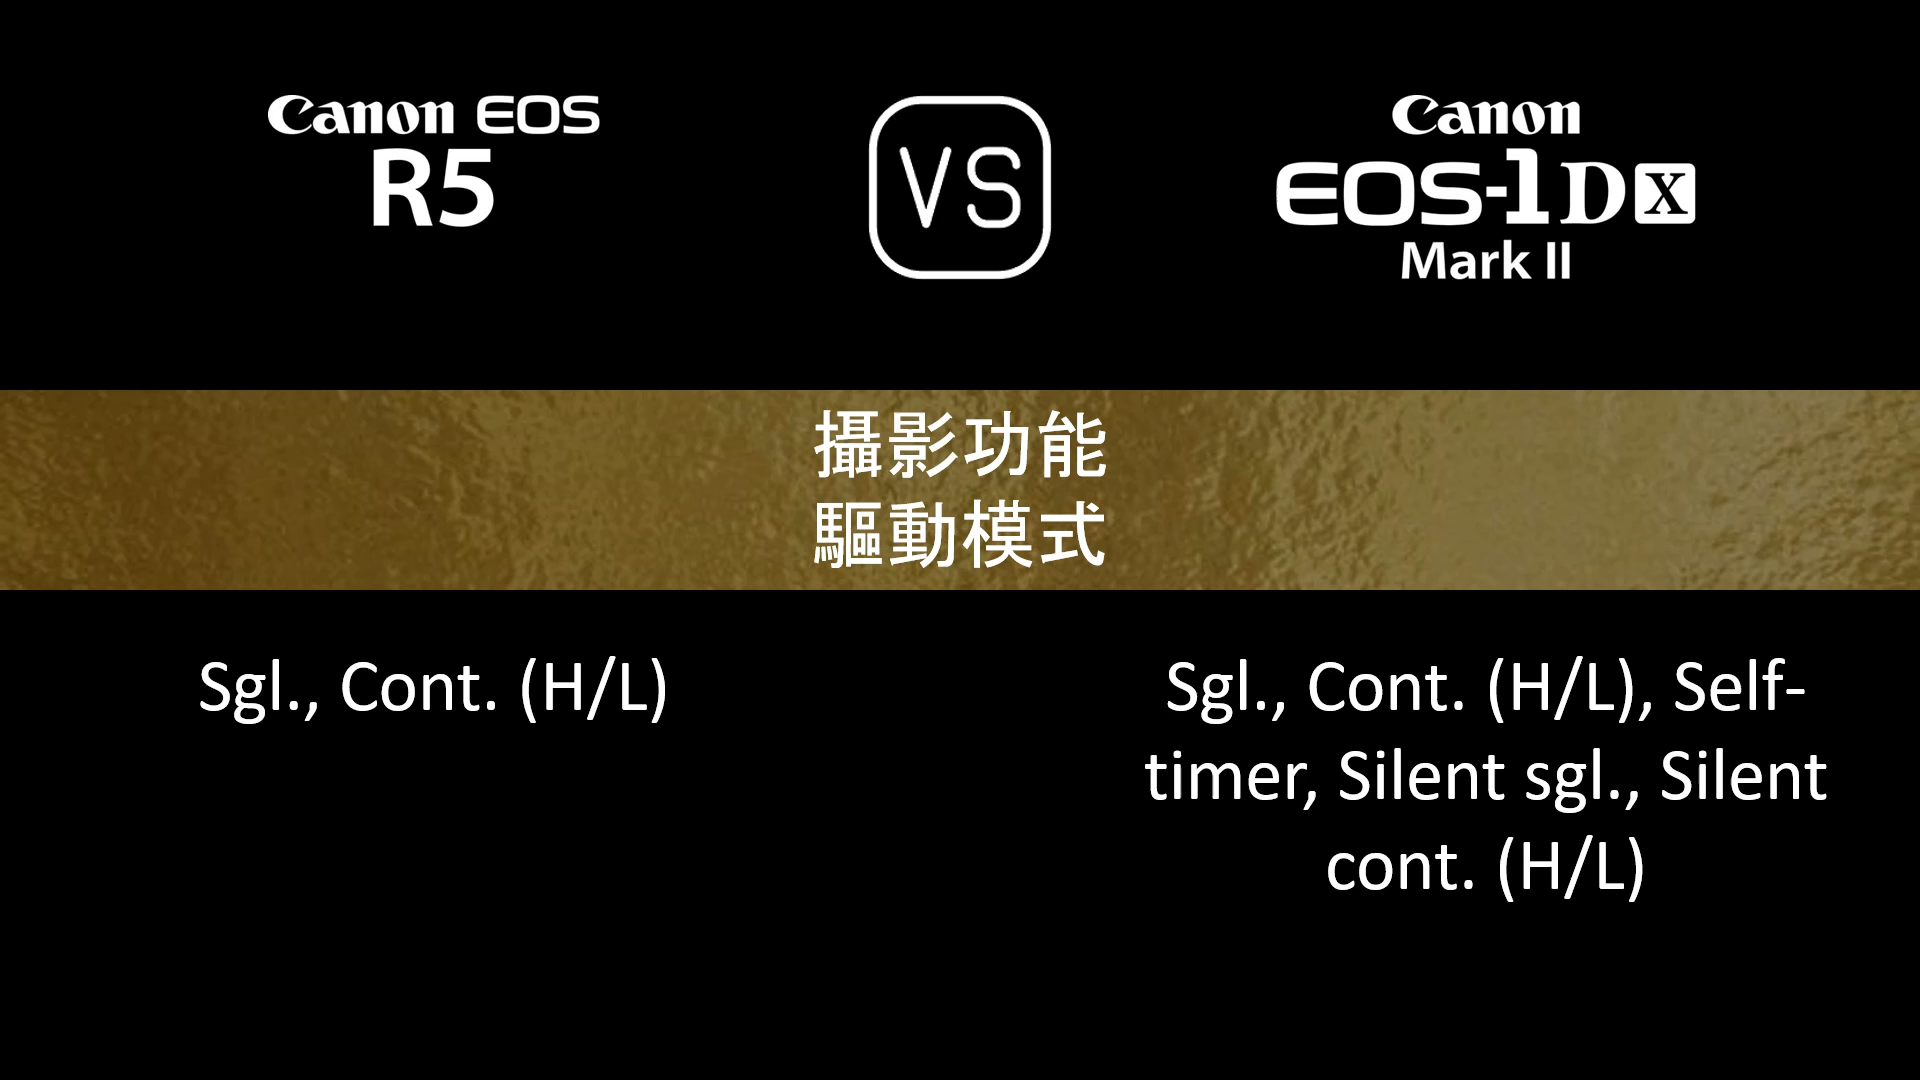 Canon EOS
R5
VS
Canon
EOS-1D X
Mark II
攝影功能
驅動模式
Sgl., Cont. (H/L)
Sgl., Cont. (H/L), Self-
timer, Silent sgl., Silent
cont. (H/L)